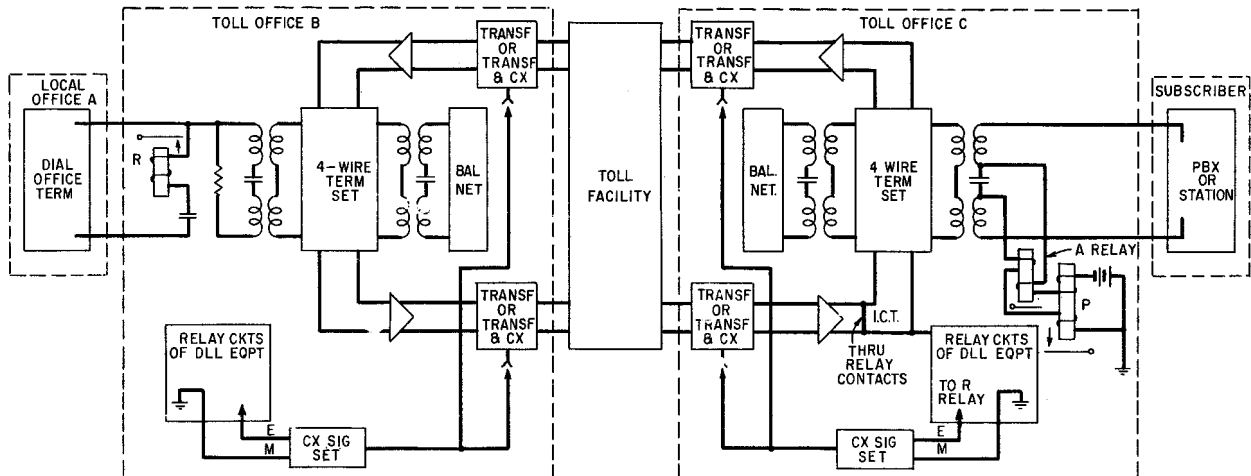 TOLL OFFICE B
TOLL OFFICE C
LOCAL
OFFICE A
DIAL
OFFICE
TERM
R
4-WIRE
TERM
SET
BAL
NET
TRANSF
OR
TRANSF
& CX
TRANSF
OR
TRANSF
& CX
RELAY CKTS
OF DLL EQPT
E
M
CX SIG
SET
TOLL
FACILITY
TRANSF
OR
TRANSF
& CX
TRANSF
OR
TRANSF
& CX
BAL.
NET.
4 WIRE
TERM
SET
I.C.T.
THRU
RELAY
CONTACTS
A RELAY
P
RELAY CKTS
OF DLL EQPT
TO R
RELAY
E
M
CX SIG
SET
SUBSCRIBER
PBX
OR
STATION